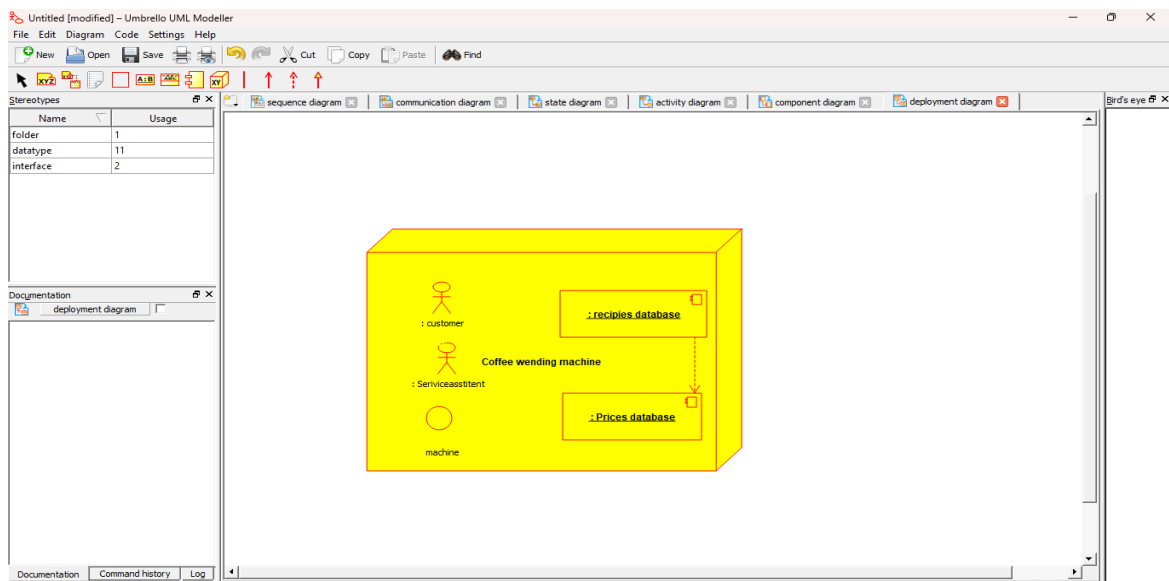 Untitled [modified] – Umbrello UML Modeller
File Edit Diagram Code Settings Help
New Open Save Cut Copy Paste Find
XYZ A:B ABC XY
Stereotypes
sequence diagram communication diagram state diagram activity diagram component diagram deployment diagram
Bird's eye
Name Usage
folder 1
datatype 11
interface 2
Documentation
deployment diagram
: customer
: recipies database
Coffee wending machine
: Seriviceasstitent
: Prices database
machine
Documentation Command history Log